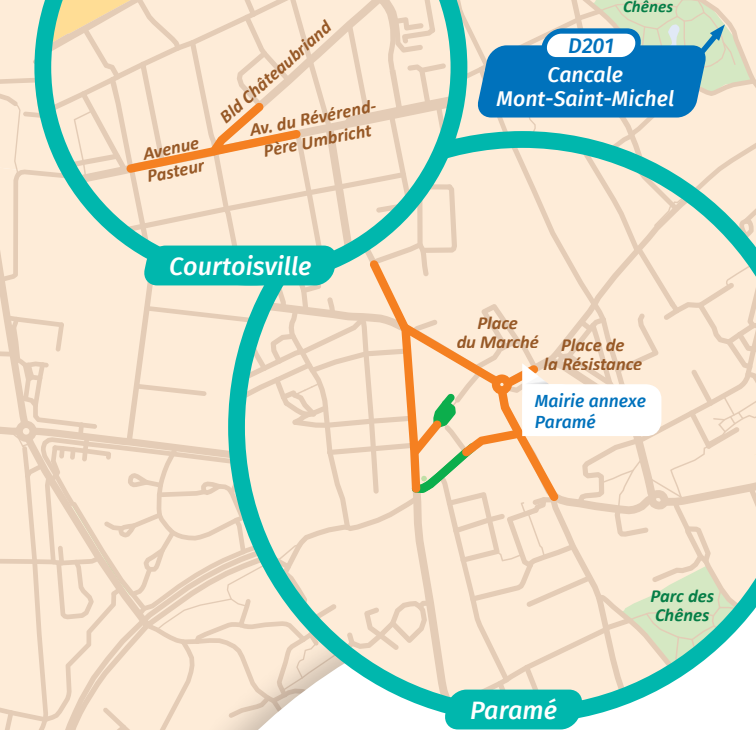 Chênes
D201
Cancale
Mont-Saint-Michel
Bld Châteaubriand
Av. du Révérend-
Père Umbricht
Avenue
Pasteur
Courtoisville
Place
du Marché
Place de
la Résistance
Mairie annexe
Paramé
Parc des
Chênes
Paramé